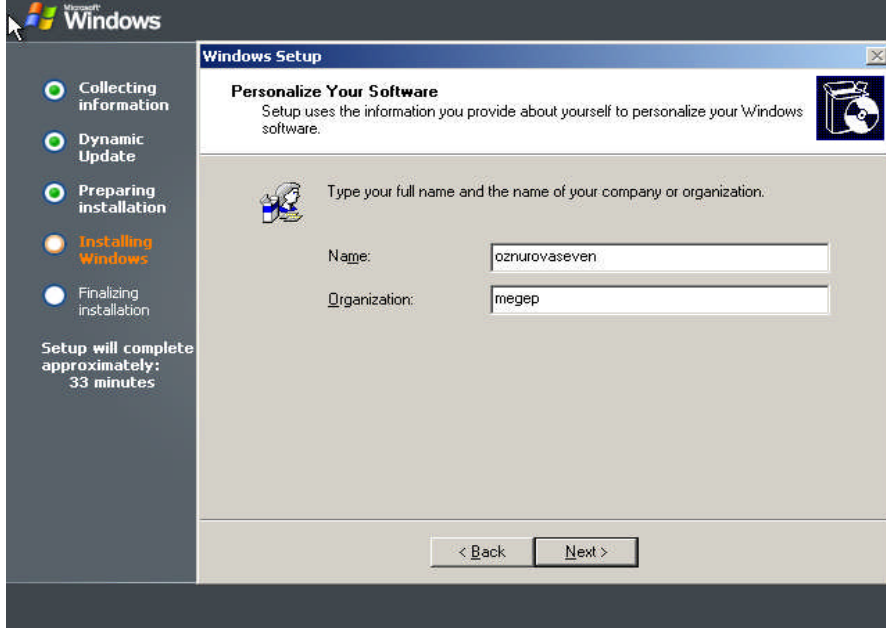 Microsoft
Windows
Collecting
information
Dynamic
Update
Preparing
installation
Installing
Windows
Finalizing
installation
Setup will complete
approximately:
33 minutes
Windows Setup
Personalize Your Software
Setup uses the information you provide about yourself to personalize your Windows
software.
Type your full name and the name of your company or organization.
Name: oznurovaseven
Organization: megep
< Back Next >